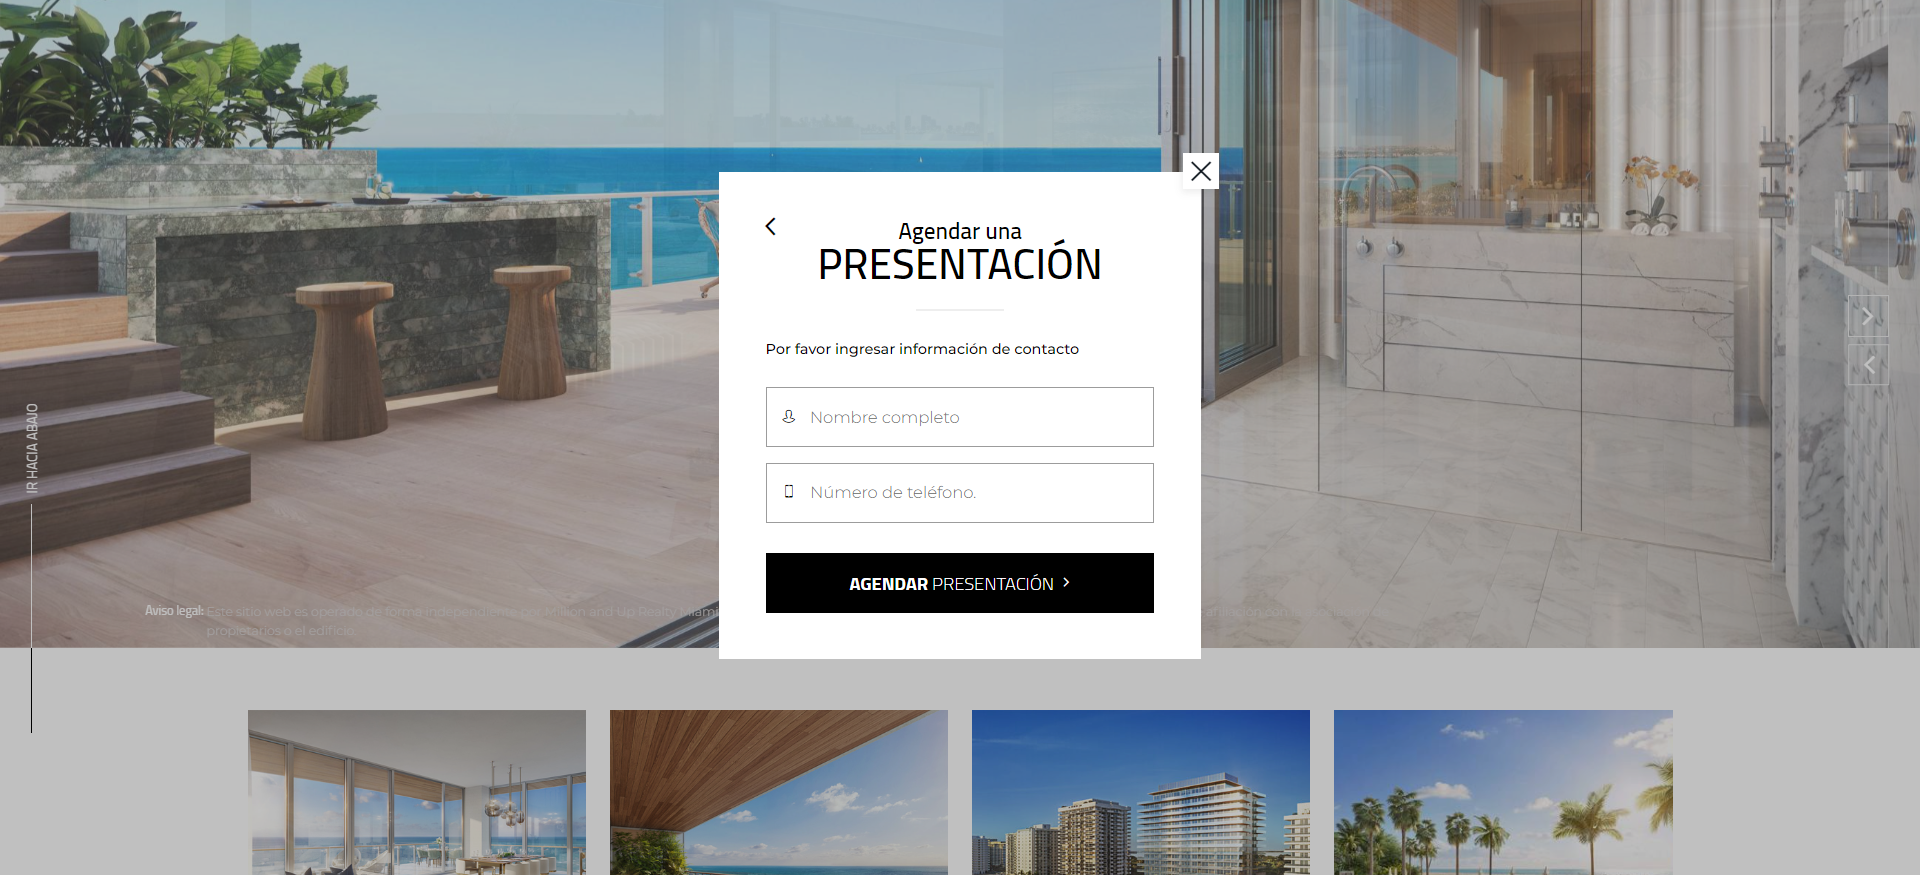 Agendar una
PRESENTACIÓN
Por favor ingresar información de contacto
Nombre completo
Número de teléfono.
AGENDAR PRESENTACIÓN
IR HACIA ABAJO
Aviso legal: Este sitio web es operado de forma independiente por Million and Up Realty Miami
propietarios o el edificio.